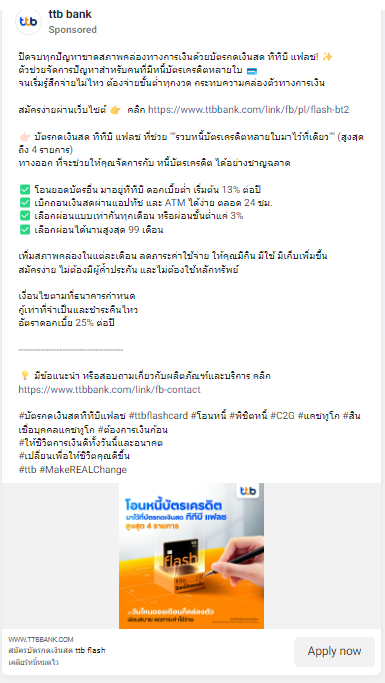 ttb bank
Sponsored
ปิดจบทุกปัญหาขาดสภาพคล่องทางการเงินด้วยบัตรกดเงินสด ทีทีบี แฟลช! ✨
ตัวช่วยจัดการปัญหาสำหรับคนที่มีหนี้บัตรเครดิตหลายใบ 💳
จนเริ่มรู้สึกจ่ายไม่ไหว ต้องจ่ายขั้นต่ำทุกงวด กระทบความคล่องตัวทางการเงิน
สมัครง่ายผ่านเว็บไซต์ 👉 คลิก https://www.ttbbank.com/link/fb/pl/flash-bt2
👉🏻 บัตรกดเงินสด ทีทีบี แฟลช ที่ช่วย ""รวมหนี้บัตรเครดิตหลายใบมาไว้ที่เดียว"" (สูงสุด
ถึง 4 รายการ)
ทางออก ที่จะช่วยให้คุณจัดการกับ หนี้บัตรเครดิต ได้อย่างชาญฉลาด
✅ โอนยอดบัตรอื่น มาอยู่ทีทีบี ดอกเบี้ยต่ำ เริ่มต้น 13% ต่อปี
✅ เบิกถอนเงินสดผ่านแอปทัช และ ATM ได้ง่าย ตลอด 24 ชม.
✅ เลือกผ่อนแบบเท่ากันทุกเดือน หรือผ่อนขั้นต่ำแค่ 3%
✅ เลือกผ่อนได้นานสูงสุด 99 เดือน
เพิ่มสภาพคล่องในแต่ละเดือน ลดภาระค่าใช้จ่าย ให้คุณมีกิน มีใช้ มีเก็บเพิ่มขึ้น
สมัครง่าย ไม่ต้องมีผู้ค้ำประกัน และไม่ต้องใช้หลักทรัพย์
เงื่อนไขตามที่ธนาคารกำหนด
กู้เท่าที่จำเป็นและชำระคืนไหว
อัตราดอกเบี้ย 25% ต่อปี
------------------------------------
💡 มีข้อแนะนำ หรือสอบถามเกี่ยวกับผลิตภัณฑ์และบริการ คลิก
https://www.ttbbank.com/link/fb-contact
#บัตรกดเงินสดทีทีบีแฟลช #ttbflashcard #โอนหนี้ #พิชิตหนี้ #C2G #แคชทูโก #สิน
เชื่อบุคคลแคชทูโก #ต้องการเงินก้อน
#ให้ชีวิตการเงินดีทั้งวันนี้และอนาคต
#เปลี่ยนเพื่อให้ชีวิตคุณดีขึ้น
#ttb #MakeREALChange
ttb
โอนหนี้บัตรเครดิต
มาไว้ที่บัตรกดเงินสด ทีทีบี แฟลช
สูงสุด 4 รายการ
flash
WWW.TTBBANK.COM
สมัครบัตรกดเงินสด ttb flash
เคลียร์หนี้หมดไว
Apply now